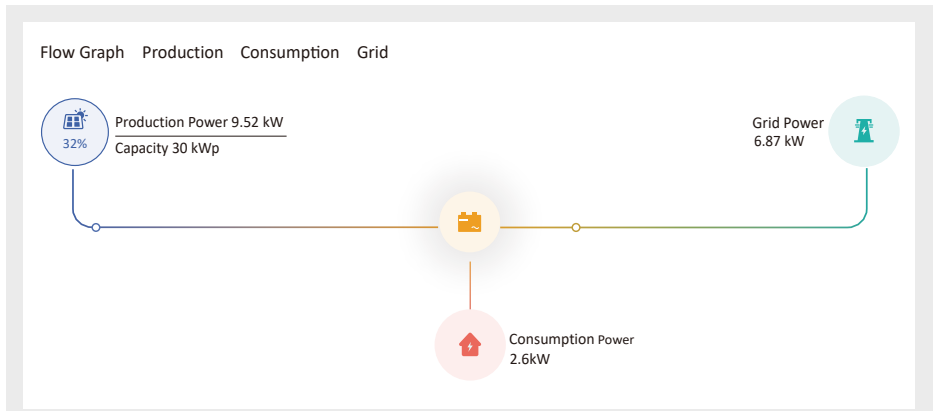 Flow Graph Production Consumption Grid
32%
Production Power 9.52 kW
Capacity 30 kWp
Grid Power
6.87 kW
Consumption Power
2.6kW